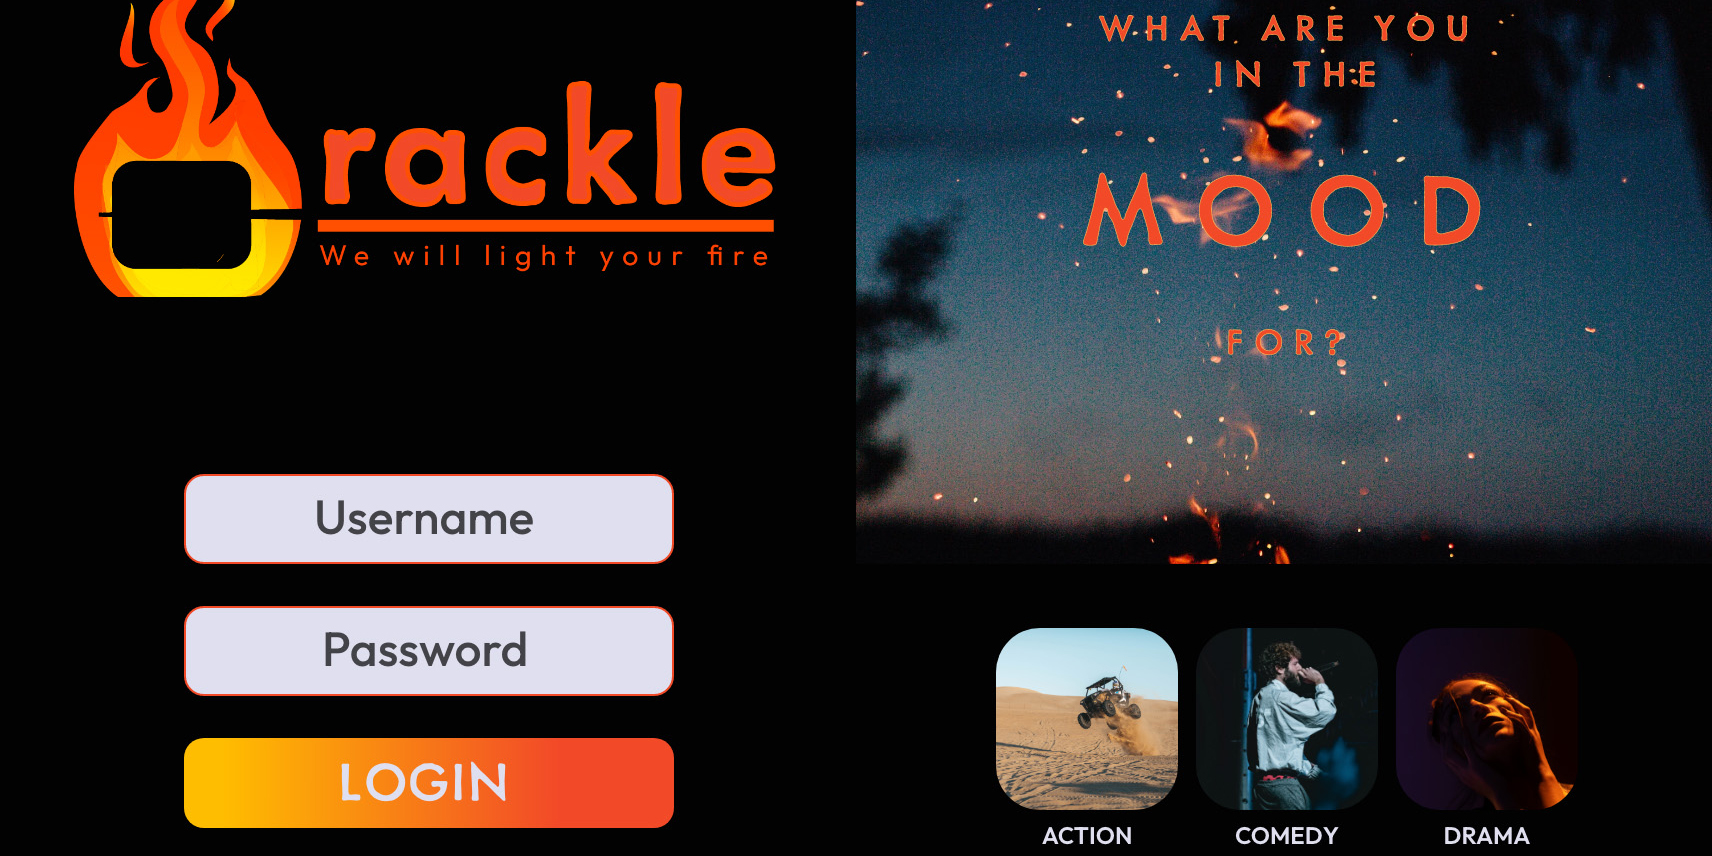 rackle
We will light your fire
Username
Password
LOGIN
WHAT ARE YOU
IN THE
MOOD
FOR?
ACTION
COMEDY
DRAMA